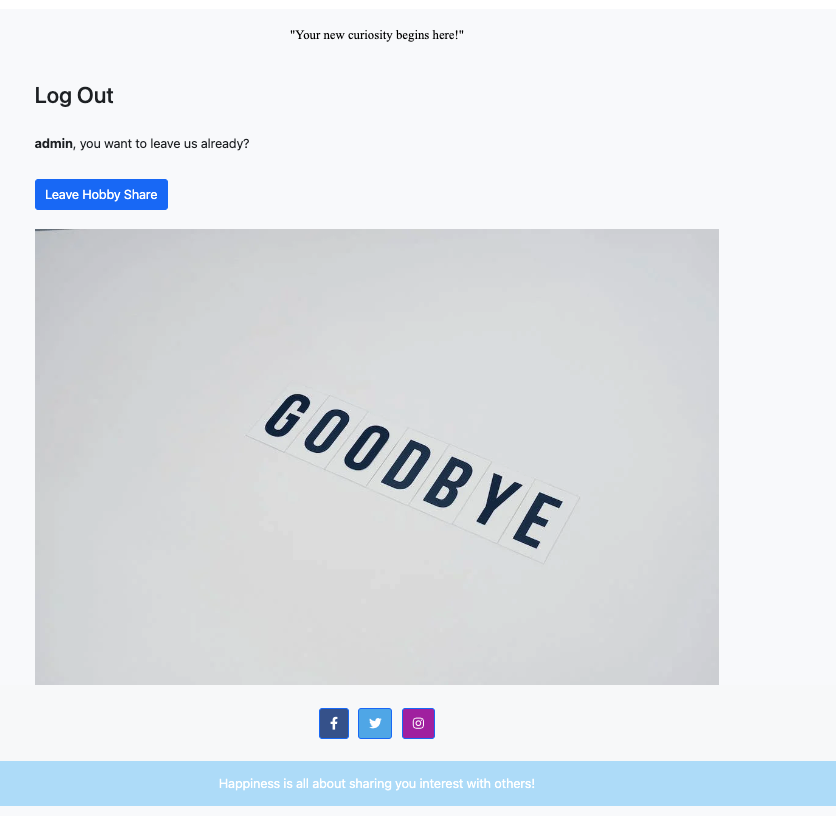 "Your new curiosity begins here!"
Log Out
admin, you want to leave us already?
Leave Hobby Share
GOODBYE
Happiness is all about sharing you interest with others!